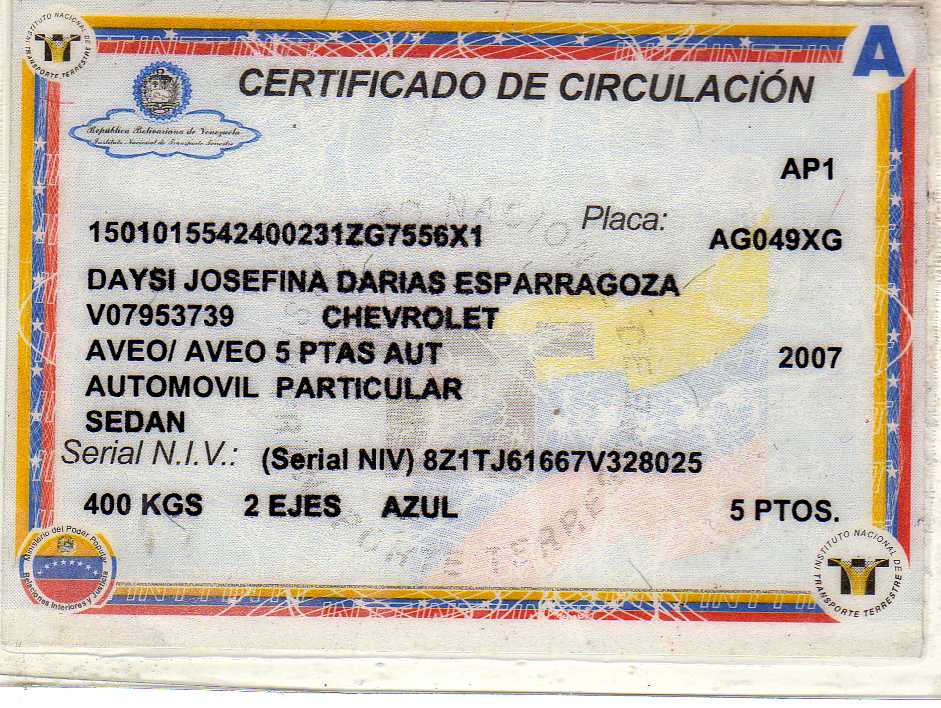 INSTITUTO NACIONAL DE TRANSPORTE TERRESTRE
A
CERTIFICADO DE CIRCULACIÓN
República Bolivariana de Venezuela
Instituto Nacional de Transporte Terrestre
AP1
Placa:
1501015542400231ZG7556X1
AG049XG
DAYSI JOSEFINA DARIAS ESPARRAGOZA
V07953739 CHEVROLET
AVEO/ AVEO 5 PTAS AUT 2007
AUTOMOVIL PARTICULAR
SEDAN
Serial N.I.V.: (Serial NIV) 8Z1TJ61667V328025
400 KGS 2 EJES AZUL 5 PTOS.
Ministerio del Poder Popular
Relaciones Interiores y Justicia
INSTITUTO NACIONAL DE TRANSPORTE TERRESTRE